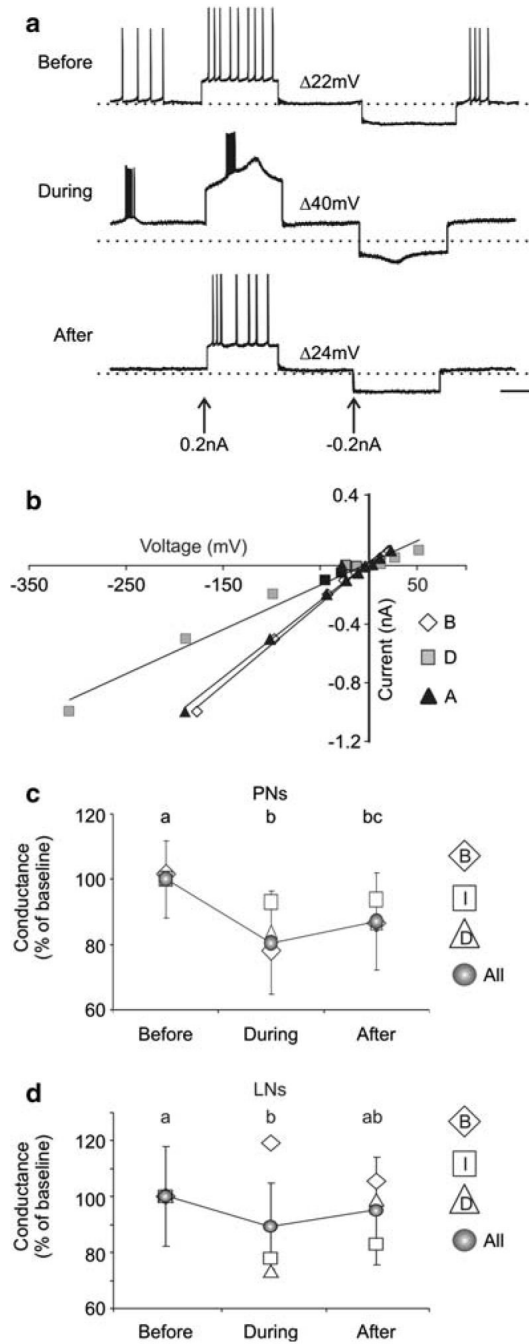 a
Before
Δ22mV
During
Δ40mV
After
Δ24mV
0.2nA
-0.2nA
b
0.4
Voltage (mV)
-350
-250
-150
-50
50
-0.4
-0.8
-1.2
Current (nA)
B
D
A
c
PNs
120
100
80
60
Conductance
(% of baseline)
a
b
bc
Before
During
After
B
I
D
All
d
LNs
120
100
80
60
Conductance
(% of baseline)
a
b
ab
Before
During
After
B
I
D
All